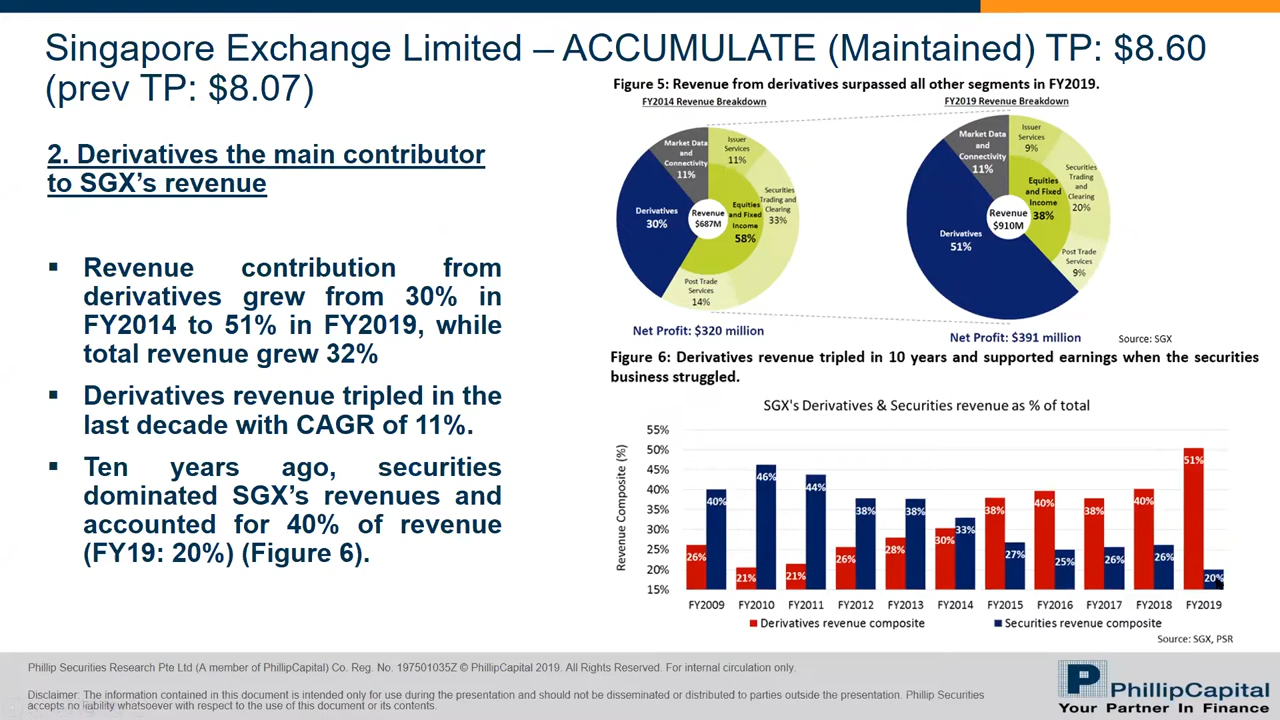 Singapore Exchange Limited – ACCUMULATE (Maintained) TP: $8.60
(prev TP: $8.07)
2. Derivatives the main contributor
to SGX’s revenue
▪ Revenue contribution from
derivatives grew from 30% in
FY2014 to 51% in FY2019, while
total revenue grew 32%
▪ Derivatives revenue tripled in the
last decade with CAGR of 11%.
▪ Ten years ago, securities
dominated SGX’s revenues and
accounted for 40% of revenue
(FY19: 20%) (Figure 6).
Figure 5: Revenue from derivatives surpassed all other segments in FY2019.
FY2014 Revenue Breakdown
Market Data
and
Connectivity
11%
Issuer
Services
11%
Securities
Trading and
Clearing
33%
Equities
and Fixed
Income
58%
Derivatives
30%
Revenue
$687M
Post Trade
Services
14%
Net Profit: $320 million
FY2019 Revenue Breakdown
Market Data
and
Connectivity
11%
Issuer
Services
9%
Securities
Trading
and
Clearing
20%
Equities
and Fixed
Income
38%
Revenue
$910M
Derivatives
51%
Post Trade
Services
9%
Net Profit: $391 million
Source: SGX
Figure 6: Derivatives revenue tripled in 10 years and supported earnings when the securities
business struggled.
SGX's Derivatives & Securities revenue as % of total
Revenue Composite (%)
55%
50%
45%
40%
35%
30%
25%
20%
15%
26% 40% 21% 46% 21% 44% 26% 38% 28% 38% 30% 33% 38% 27% 40% 25% 38% 26% 40% 26% 51% 20%
FY2009 FY2010 FY2011 FY2012 FY2013 FY2014 FY2015 FY2016 FY2017 FY2018 FY2019
Derivatives revenue composite Securities revenue composite
Source: SGX, PSR
Phillip Securities Research Pte Ltd (A member of PhillipCapital) Co. Reg. No. 197501035Z © PhillipCapital 2019. All Rights Reserved. For internal circulation only.
Disclaimer: The information contained in this document is intended only for use during the presentation and should not be disseminated or distributed to parties outside the presentation. Phillip Securities
accepts no liability whatsoever with respect to the use of this document or its contents.
PhillipCapital
Your Partner In Finance